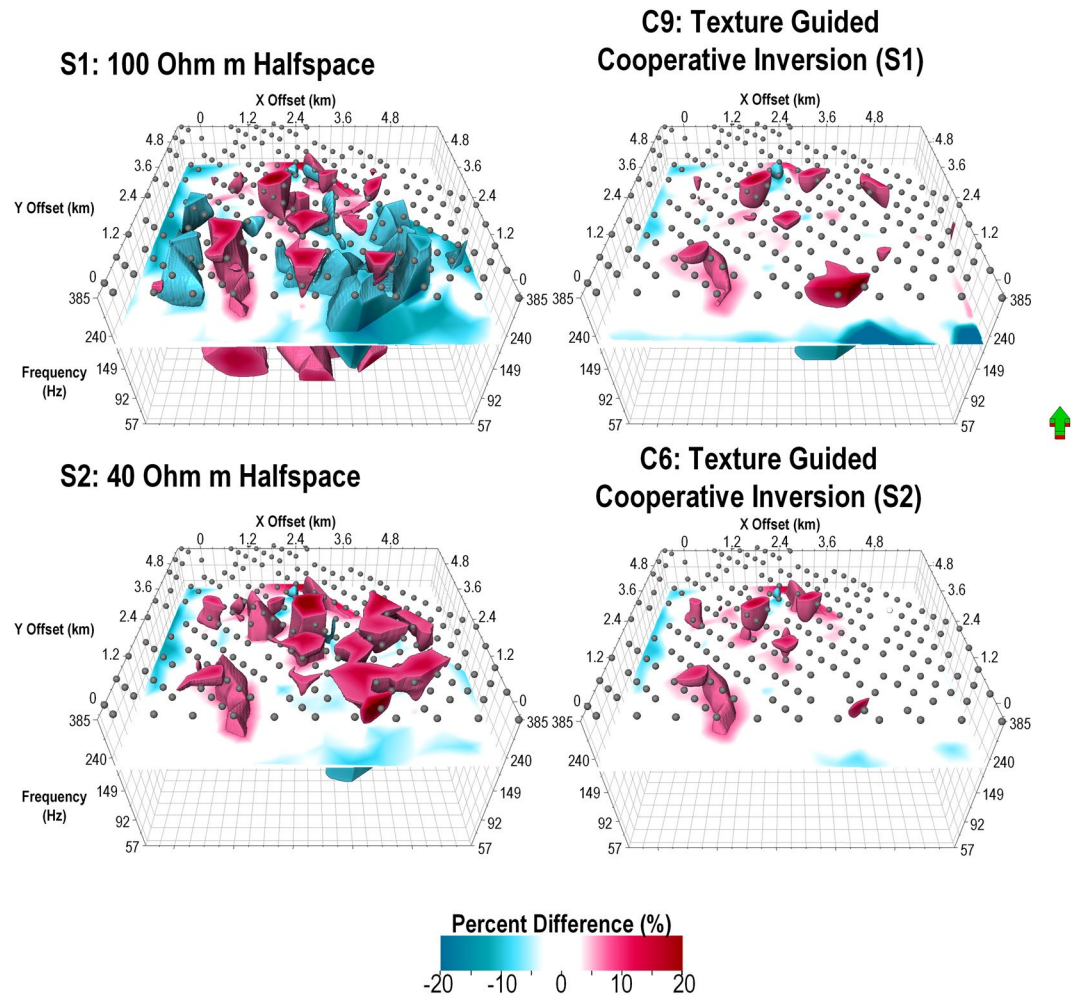 S1: 100 Ohm m Halfspace
X Offset (km)
0 1.2 2.4 3.6
4.8 4.8
3.6 3.6
2.4 2.4
Y Offset (km)
1.2 1.2
0 0
385 385
240 240
Frequency
(Hz)
149 149
92 92
57 57
C9: Texture Guided
Cooperative Inversion (S1)
X Offset (km)
0 1.2 2.4 3.6 4.8
4.8 4.8
3.6 3.6
2.4 2.4
1.2 1.2
0 0
385 385
240 240
149 149
92 92
57 57
S2: 40 Ohm m Halfspace
X Offset (km)
0 1.2 2.4 3.6
4.8 4.8
3.6 3.6
2.4 2.4
Y Offset (km)
1.2 1.2
0 0
385 385
240 240
Frequency
(Hz)
149 149
92 92
57 57
C6: Texture Guided
Cooperative Inversion (S2)
X Offset (km)
0 1.2 2.4 3.6 4.8
4.8 4.8
3.6 3.6
2.4 2.4
1.2 1.2
0 0
385 385
240 240
149 149
92 92
57 57
Percent Difference (%)
-20 -10 0 10 20